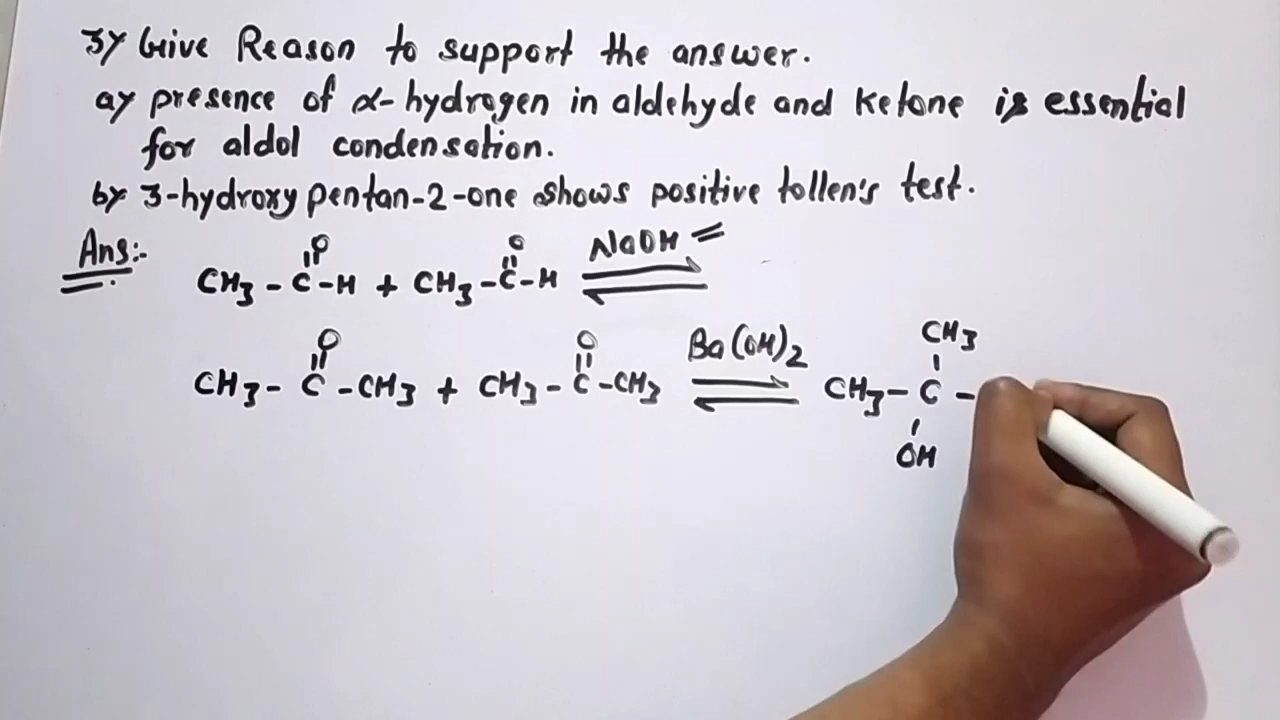 3) Give Reason to support the answer.
a) presence of α-hydrogen in aldehyde and ketone is essential
for aldol condensation.
b) 3-hydroxy pentan-2-one shows positive tollen's test.
Ans:-
O O NaOH
CH3 - C - H + CH3 - C - H ⇌
O O Ba(OH)2 CH3
CH3 - C - CH3 + CH3 - C - CH3 ⇌ CH3 - C -
OH